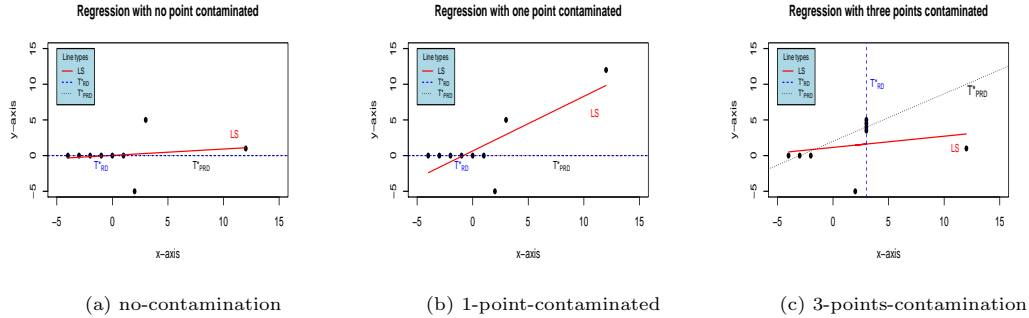 Regression with no point contaminated
Line types
LS
T*RD
T*PRD
LS
T*RD
T*PRD
y-axis
-5 0 5 10 15
-5 0 5 10 15
x-axis
(a) no-contamination
Regression with one point contaminated
Line types
LS
T*RD
T*PRD
LS
T*RD
T*PRD
y-axis
-5 0 5 10 15
-5 0 5 10 15
x-axis
(b) 1-point-contaminated
Regression with three points contaminated
Line types
LS
T*RD
T*PRD
T*RD
T*PRD
LS
y-axis
-5 0 5 10 15
-5 0 5 10 15
x-axis
(c) 3-points-contamination